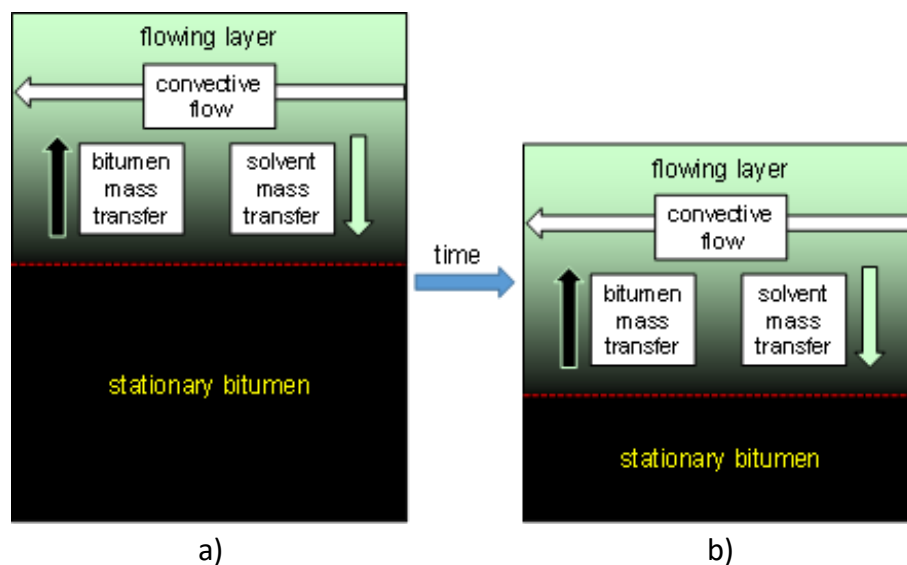 flowing layer
convective
flow
bitumen
mass
transfer
solvent
mass
transfer
stationary bitumen
a)
time
flowing layer
convective
flow
bitumen
mass
transfer
solvent
mass
transfer
stationary bitumen
b)